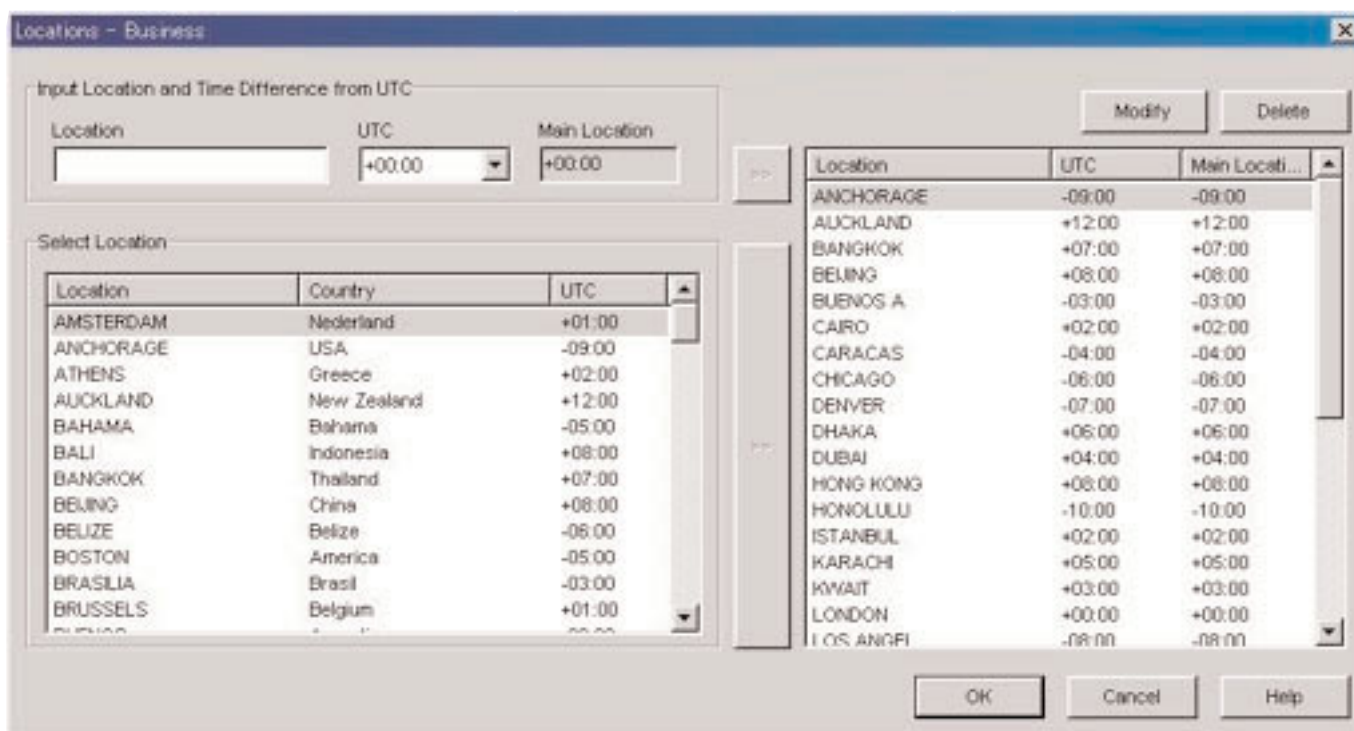 Locations - Business
Input Location and Time Difference from UTC
Location UTC Main Location
+00:00 +00:00
>>
Modify Delete
Select Location
Location Country UTC
AMSTERDAM Nederland +01:00
ANCHORAGE USA -09:00
ATHENS Greece +02:00
AUCKLAND New Zealand +12:00
BAHAMA Bahama -05:00
BALI Indonesia +08:00
BANGKOK Thailand +07:00
BEIJING China +08:00
BELIZE Belize -06:00
BOSTON America -05:00
BRASILIA Brasil -03:00
BRUSSELS Belgium +01:00
>>
Location UTC Main Locati...
ANCHORAGE -09:00 -09:00
AUCKLAND +12:00 +12:00
BANGKOK +07:00 +07:00
BEIJING +08:00 +08:00
BUENOS A -03:00 -03:00
CAIRO +02:00 +02:00
CARACAS -04:00 -04:00
CHICAGO -06:00 -06:00
DENVER -07:00 -07:00
DHAKA +06:00 +06:00
DUBAI +04:00 +04:00
HONG KONG +08:00 +08:00
HONOLULU -10:00 -10:00
ISTANBUL +02:00 +02:00
KARACHI +05:00 +05:00
KWAIT +03:00 +03:00
LONDON +00:00 +00:00
LOS ANGEL -08:00 -08:00
OK Cancel Help